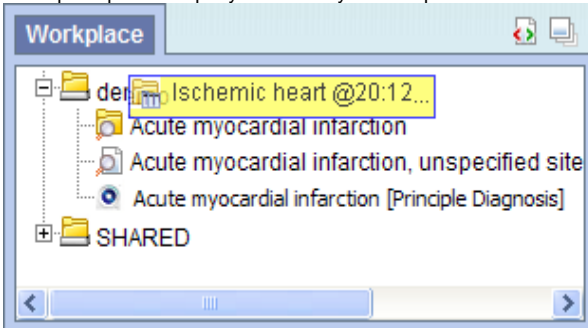 Workplace
Ischemic heart @20:12...
Acute myocardial infarction
Acute myocardial infarction, unspecified site
Acute myocardial infarction [Principle Diagnosis]
SHARED